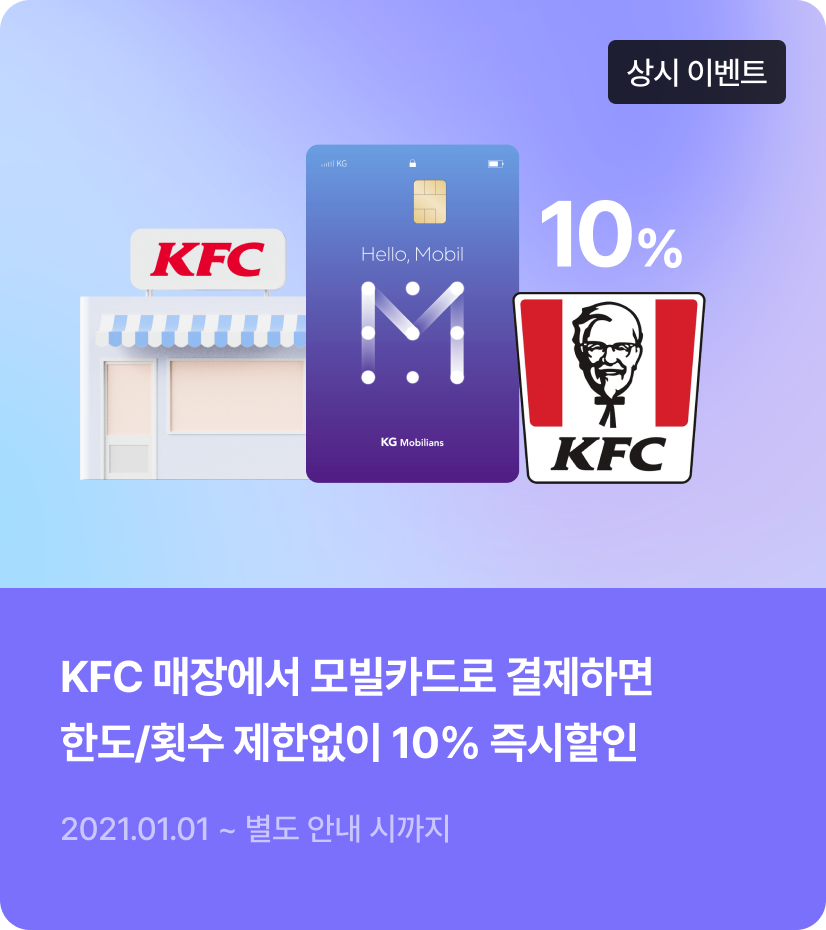 상시 이벤트
KG
Hello, Mobil
KG Mobilians
KFC
10%
KFC
KFC 매장에서 모빌카드로 결제하면
한도/횟수 제한없이 10% 즉시할인
2021.01.01 ~ 별도 안내 시까지